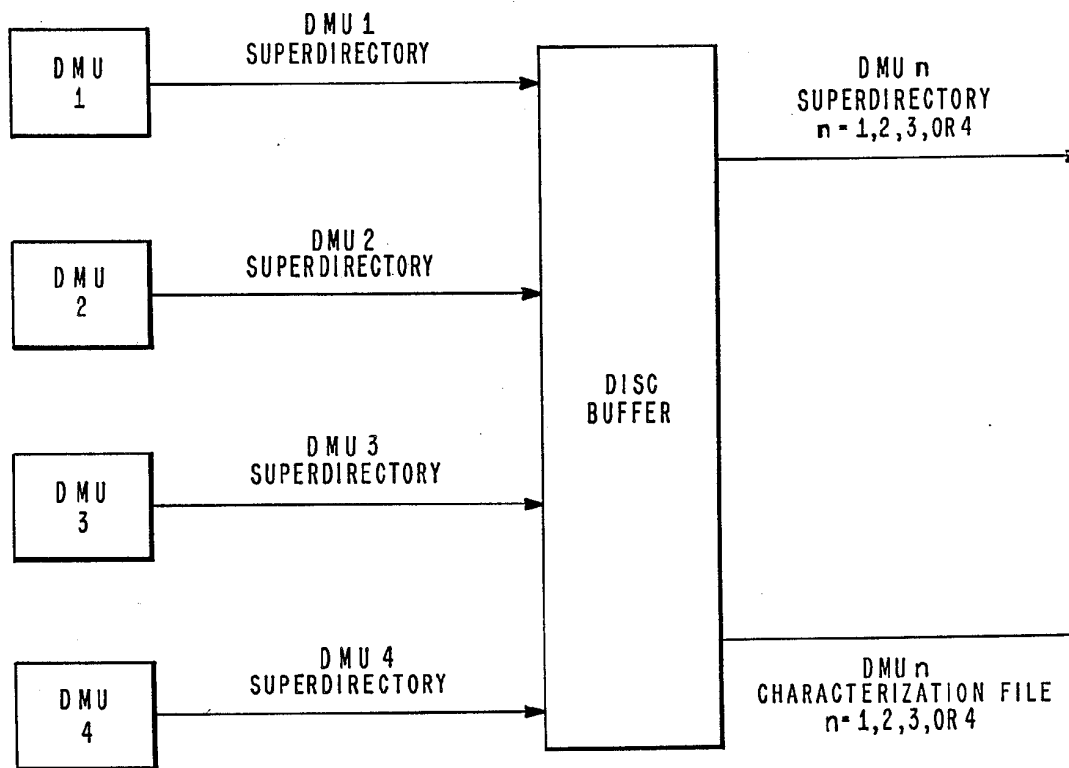 DMU
1
DMU 1
SUPERDIRECTORY
DMU n
SUPERDIRECTORY
n = 1,2,3,OR 4
DMU
2
DMU 2
SUPERDIRECTORY
DISC
BUFFER
DMU
3
DMU 3
SUPERDIRECTORY
DMU
4
DMU 4
SUPERDIRECTORY
DMU n
CHARACTERIZATION FILE
n = 1,2,3,OR 4